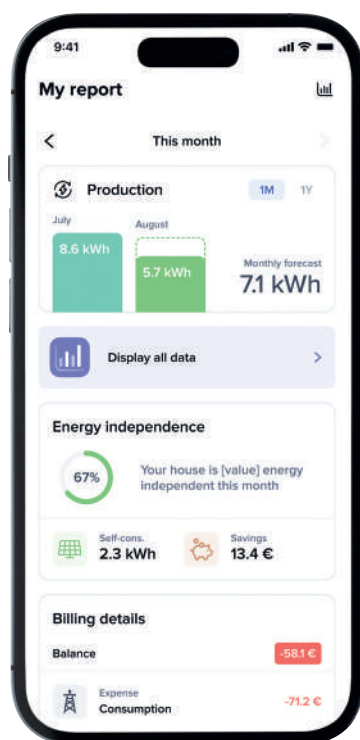 9:41
My report
This month
Production
1M
1Y
July
August
8.6 kWh
5.7 kWh
Monthly forecast
7.1 kWh
Display all data
Energy independence
67%
Your house is [value] energy
independent this month
Self-cons.
2.3 kWh
Savings
13.4 €
Billing details
Balance
-58.1 €
Expense
Consumption
-71.2 €